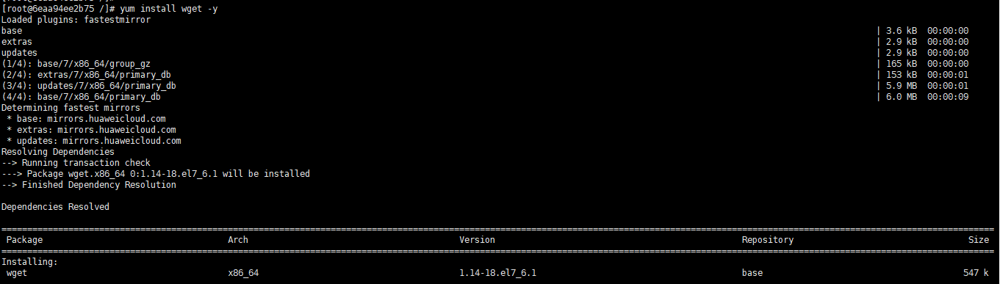 [root@6eaa94ee2b75 /]# yum install wget -y
Loaded plugins: fastestmirror
base | 3.6 kB 00:00:00
extras | 2.9 kB 00:00:00
updates | 2.9 kB 00:00:00
(1/4): base/7/x86_64/group_gz | 165 kB 00:00:00
(2/4): extras/7/x86_64/primary_db | 153 kB 00:00:01
(3/4): updates/7/x86_64/primary_db | 5.9 MB 00:00:01
(4/4): base/7/x86_64/primary_db | 6.0 MB 00:00:09
Determining fastest mirrors
* base: mirrors.huaweicloud.com
* extras: mirrors.huaweicloud.com
* updates: mirrors.huaweicloud.com
Resolving Dependencies
--> Running transaction check
---> Package wget.x86_64 0:1.14-18.el7_6.1 will be installed
--> Finished Dependency Resolution
Dependencies Resolved
Package Arch Version Repository Size
Installing:
wget x86_64 1.14-18.el7_6.1 base 547 k